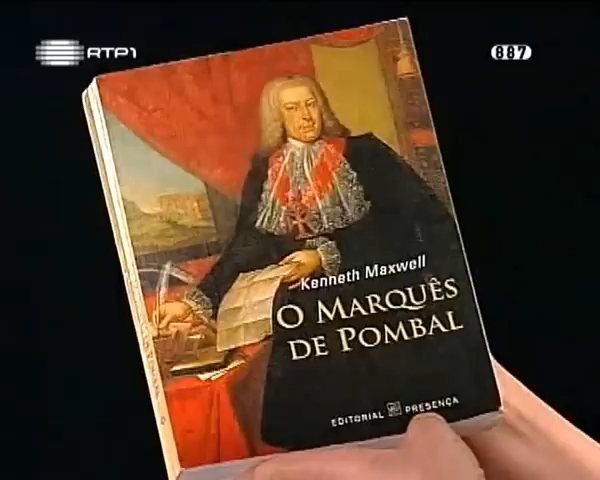 RTP1
887
Kenneth Maxwell
O MARQUÊS
DE POMBAL
EDITORIAL PRESENÇA